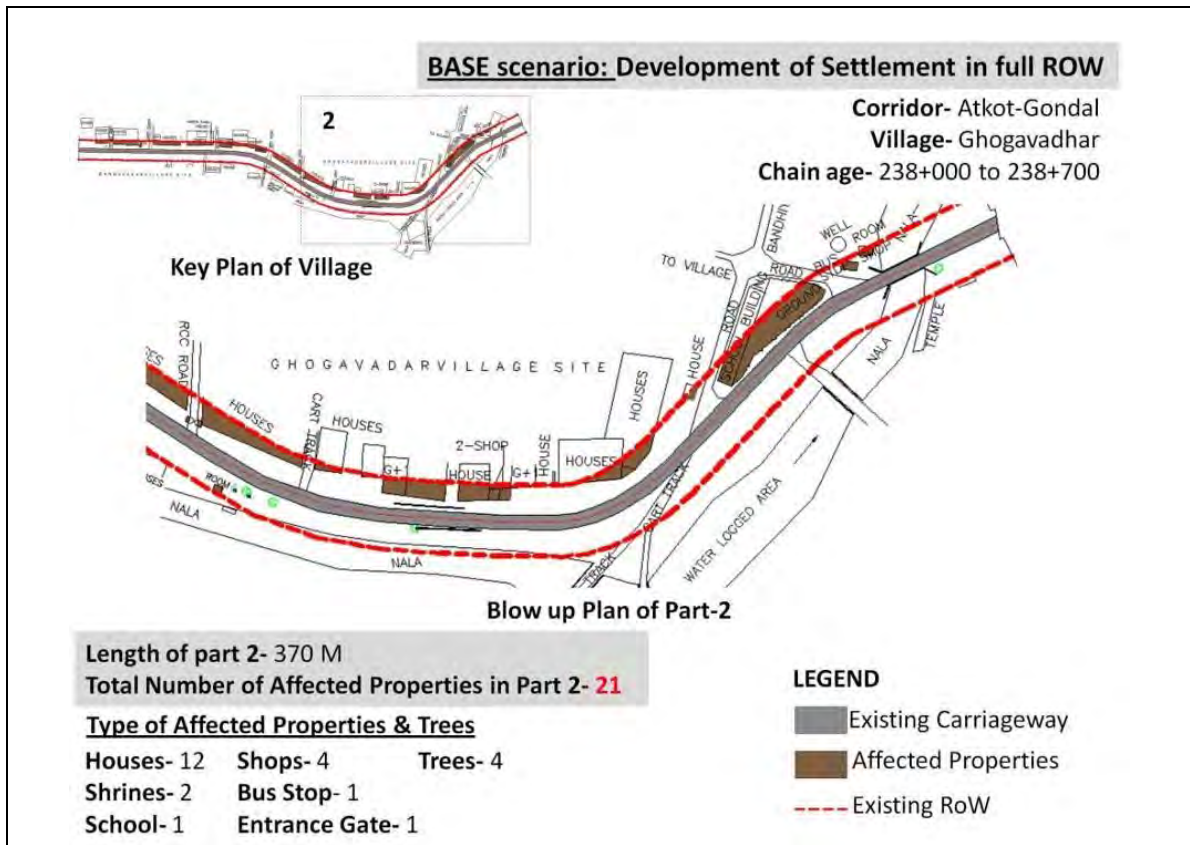 BASE scenario: Development of Settlement in full ROW
Corridor- Atkot-Gondal
Village- Ghogavadhar
Chain age- 238+000 to 238+700
2
Key Plan of Village
BANDHI
WELL
ROOM
NALA
BUS
STOP
SHOP
TO VILLAGE
ROAD
ROAD
SCHOOL BUILDING
GROUND
TEMPLE
NALA
RCC ROAD
GHOGAVADARVILLAGE SITE
HOUSE
HOUSES
HOUSES
CART TRACK
HOUSES
2-SHOP
HOUSE
G+1
HOUSE
G+
HOUSES
ROOM
NALA
NALA
CART TRACK
TRACK
WATER LOGGED AREA
Blow up Plan of Part-2
Length of part 2- 370 M
Total Number of Affected Properties in Part 2- 21
Type of Affected Properties & Trees
Houses- 12 Shops- 4 Trees- 4
Shrines- 2 Bus Stop- 1
School- 1 Entrance Gate- 1
LEGEND
Existing Carriageway
Affected Properties
Existing RoW